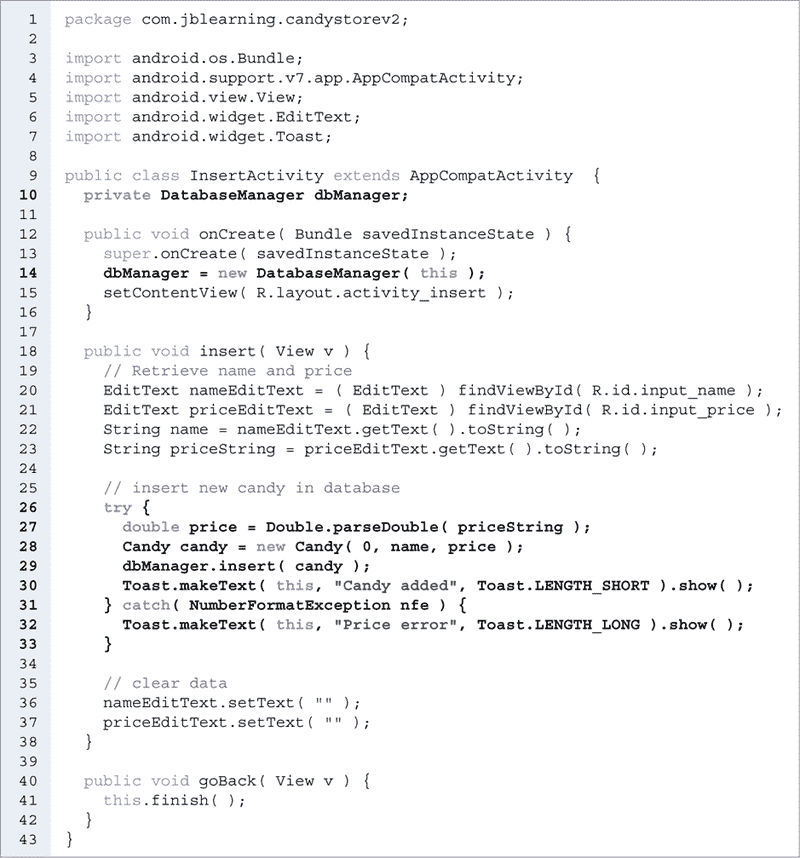 1 package com.jblearning.candystorev2;
2
3 import android.os.Bundle;
4 import android.support.v7.app.AppCompatActivity;
5 import android.view.View;
6 import android.widget.EditText;
7 import android.widget.Toast;
8
9 public class InsertActivity extends AppCompatActivity  {
10   private DatabaseManager dbManager;
11
12   public void onCreate( Bundle savedInstanceState ) {
13     super.onCreate( savedInstanceState );
14     dbManager = new DatabaseManager( this );
15     setContentView( R.layout.activity_insert );
16   }
17
18   public void insert( View v ) {
19     // Retrieve name and price
20     EditText nameEditText = ( EditText ) findViewById( R.id.input_name );
21     EditText priceEditText = ( EditText ) findViewById( R.id.input_price );
22     String name = nameEditText.getText( ).toString( );
23     String priceString = priceEditText.getText( ).toString( );
24
25     // insert new candy in database
26     try {
27       double price = Double.parseDouble( priceString );
28       Candy candy = new Candy( 0, name, price );
29       dbManager.insert( candy );
30       Toast.makeText( this, "Candy added", Toast.LENGTH_SHORT ).show( );
31     } catch( NumberFormatException nfe ) {
32       Toast.makeText( this, "Price error", Toast.LENGTH_LONG ).show( );
33     }
34
35     // clear data
36     nameEditText.setText( "" );
37     priceEditText.setText( "" );
38   }
39
40   public void goBack( View v ) {
41     this.finish( );
42   }
43 }